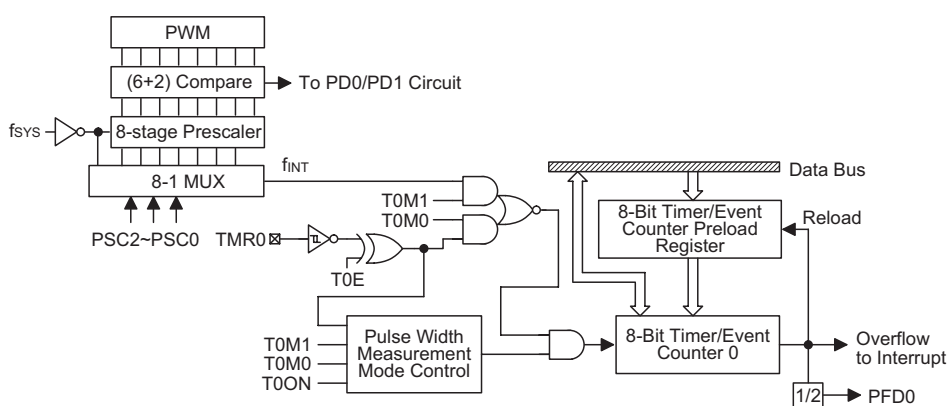 PWM
(6+2) Compare
To PD0/PD1 Circuit
fSYS
8-stage Prescaler
8-1 MUX
fINT
PSC2~PSC0
T0M1
T0M0
TMR0
T0E
Data Bus
8-Bit Timer/Event
Counter Preload
Register
Reload
T0M1
T0M0
T0ON
Pulse Width
Measurement
Mode Control
8-Bit Timer/Event
Counter 0
Overflow
to Interrupt
1/2
PFD0